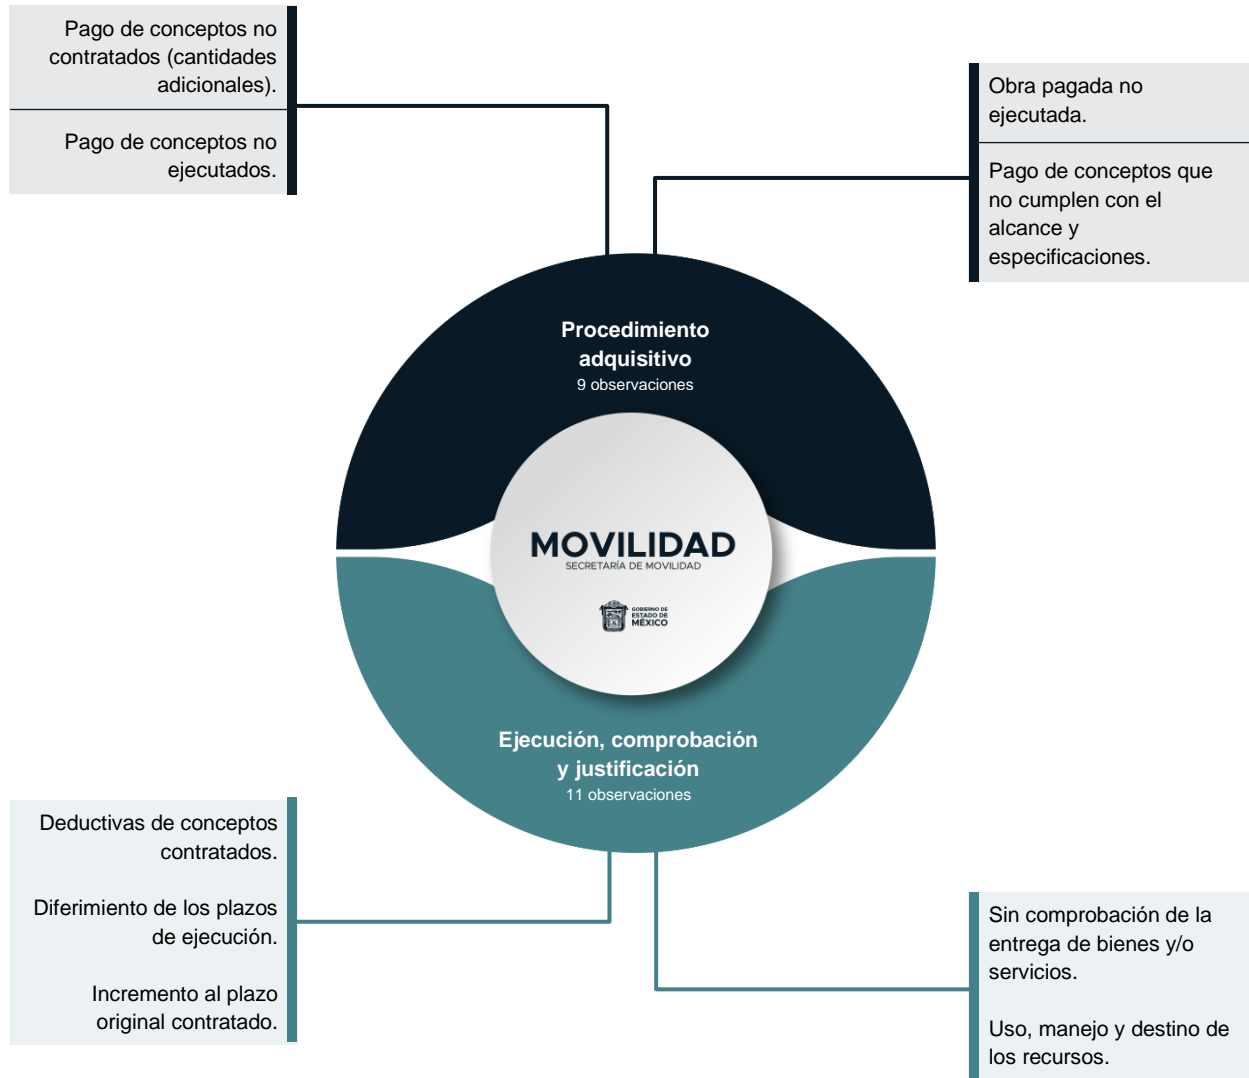 Pago de conceptos no
contratados (cantidades
adicionales).
Pago de conceptos no
ejecutados.
Obra pagada no
ejecutada.
Pago de conceptos que
no cumplen con el
alcance y
especificaciones.
Procedimiento
adquisitivo
9 observaciones
MOVILIDAD
SECRETARÍA DE MOVILIDAD
GOBIERNO DE
ESTADO DE
MÉXICO
Ejecución, comprobación
y justificación
11 observaciones
Deductivas de conceptos
contratados.
Diferimiento de los plazos
de ejecución.
Incremento al plazo
original contratado.
Sin comprobación de la
entrega de bienes y/o
servicios.
Uso, manejo y destino de
los recursos.